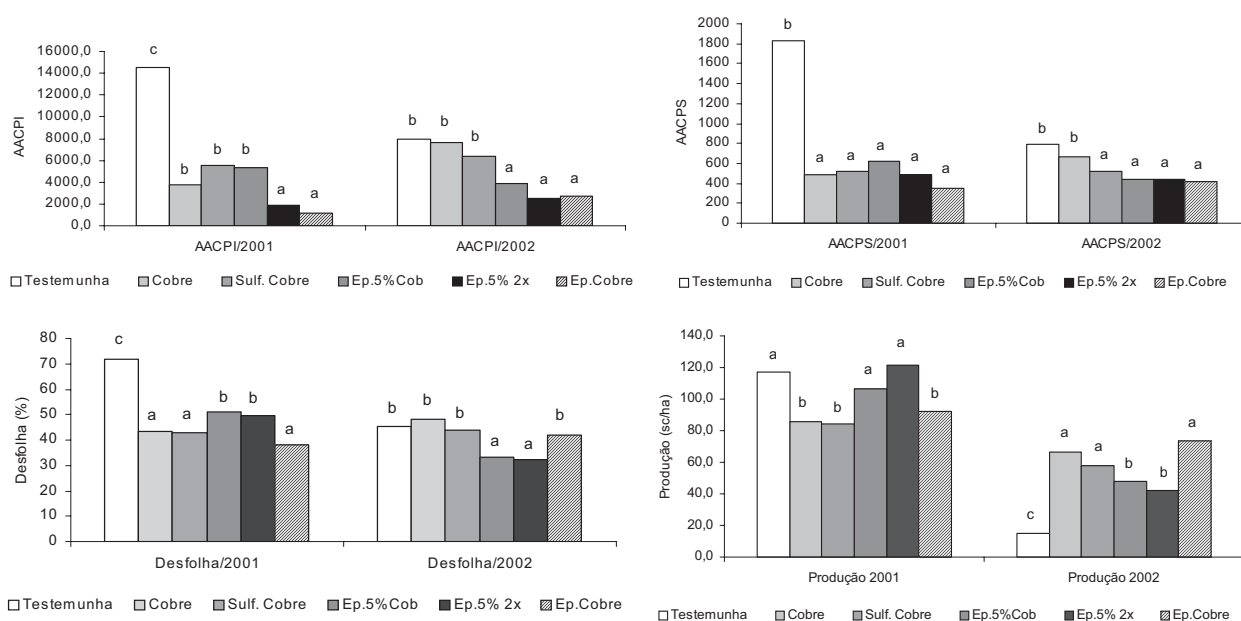 AACPI
16000,0
14000,0
12000,0
10000,0
8000,0
6000,0
4000,0
2000,0
0,0
c
b
b
b
a
a
b
b
b
a
a
a
AACPI/2001
AACPI/2002
Testemunha Cobre Sulf. Cobre Ep.5%Cob Ep.5% 2x Ep.Cobre
AACPS
2000
1800
1600
1400
1200
1000
800
600
400
200
0
b
a
a
a
a
a
b
b
a
a
a
a
AACPS/2001
AACPS/2002
Testemunha Cobre Sulf. Cobre Ep.5%Cob Ep.5% 2x Ep.Cobre
Desfolha (%)
80
70
60
50
40
30
20
10
0
c
a
a
b
b
a
b
b
b
a
a
b
Desfolha/2001
Desfolha/2002
Testemunha Cobre Sulf. Cobre Ep.5%Cob Ep.5% 2x Ep.Cobre
Produção (sc/ha)
140,0
120,0
100,0
80,0
60,0
40,0
20,0
0,0
a
b
b
a
a
b
c
a
a
b
b
a
Produção 2001
Produção 2002
Testemunha Cobre Sulf. Cobre Ep.5%Cob Ep.5% 2x Ep.Cobre